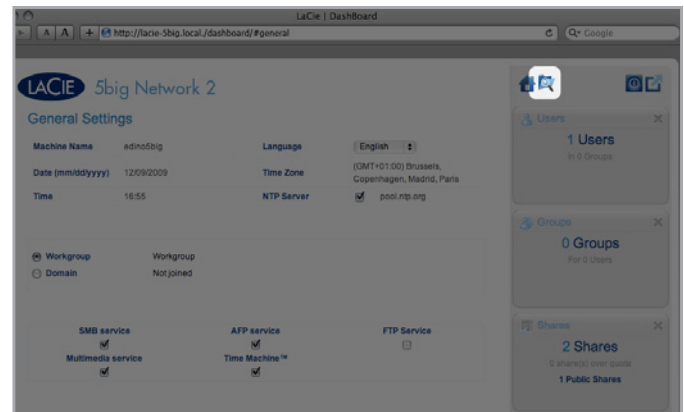 LaCie | DashBoard
A A + http://lacie-5big.local./dashboard/#general
Google
LACIE 5big Network 2
General Settings
Machine Name edino5big Language English
Date (mm/dd/yyyy) 12/09/2009 Time Zone (GMT+01:00) Brussels,
Copenhagen, Madrid, Paris
Time 16:55 NTP Server pool.ntp.org
Workgroup Workgroup
Domain Not joined
SMB service AFP service FTP Service
Multimedia service Time Machine™
Users
1 Users
In 0 Groups
Groups
0 Groups
For 0 Users
Shares
2 Shares
0 share(s) over quota
1 Public Shares